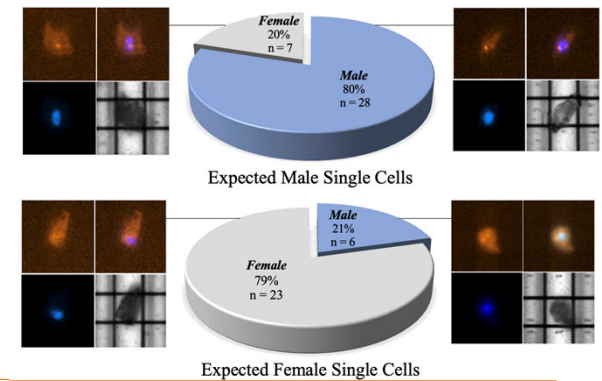 Female
20%
n = 7
Male
80%
n = 28
Expected Male Single Cells
Male
21%
n = 6
Female
79%
n = 23
Expected Female Single Cells